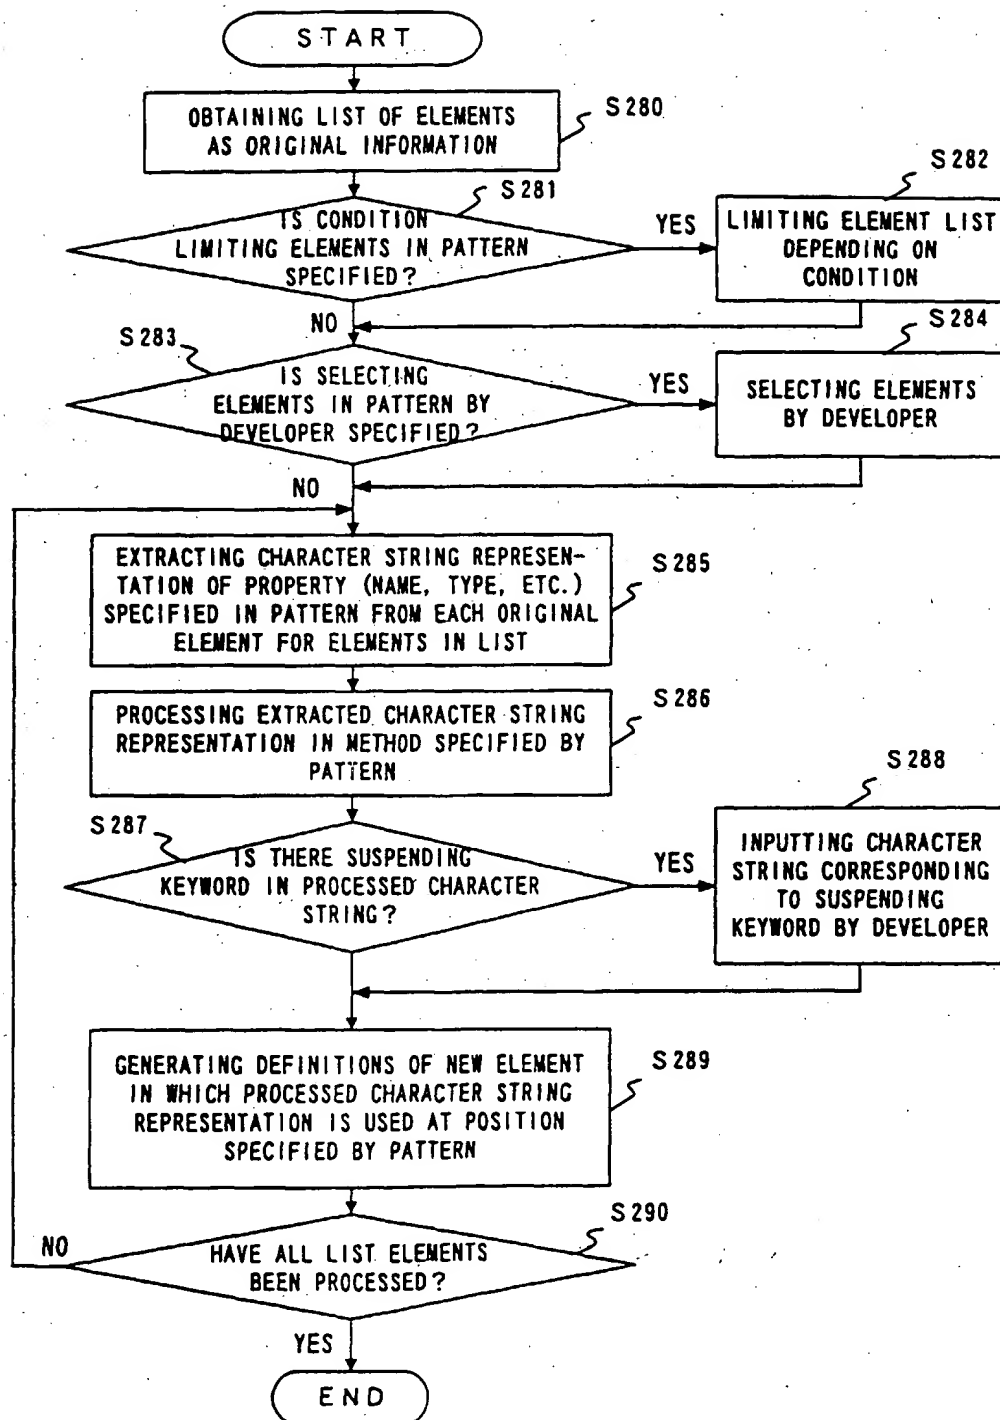 START
OBTAINING LIST OF ELEMENTS
AS ORIGINAL INFORMATION
S280
IS CONDITION
LIMITING ELEMENTS IN PATTERN
SPECIFIED?
S281
YES
LIMITING ELEMENT LIST
DEPENDING ON
CONDITION
S282
NO
S283
IS SELECTING
ELEMENTS IN PATTERN BY
DEVELOPER SPECIFIED?
YES
SELECTING ELEMENTS
BY DEVELOPER
S284
NO
EXTRACTING CHARACTER STRING REPRESEN-
TATION OF PROPERTY (NAME, TYPE, ETC.)
SPECIFIED IN PATTERN FROM EACH ORIGINAL
ELEMENT FOR ELEMENTS IN LIST
S285
PROCESSING EXTRACTED CHARACTER STRING
REPRESENTATION IN METHOD SPECIFIED BY
PATTERN
S286
S287
IS THERE SUSPENDING
KEYWORD IN PROCESSED CHARACTER
STRING?
YES
INPUTTING CHARACTER
STRING CORRESPONDING
TO SUSPENDING
KEYWORD BY DEVELOPER
S288
GENERATING DEFINITIONS OF NEW ELEMENT
IN WHICH PROCESSED CHARACTER STRING
REPRESENTATION IS USED AT POSITION
SPECIFIED BY PATTERN
S289
HAVE ALL LIST ELEMENTS
BEEN PROCESSED?
S290
NO
YES
END